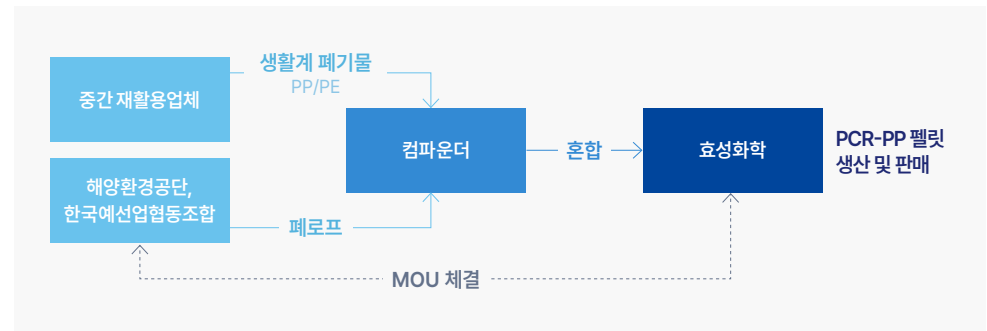 중간 재활용업체
생활계 폐기물
PP/PE
해양환경공단,
한국예선업협동조합
폐로프
컴파운더
혼합
효성화학
PCR-PP 펠릿
생산 및 판매
MOU 체결